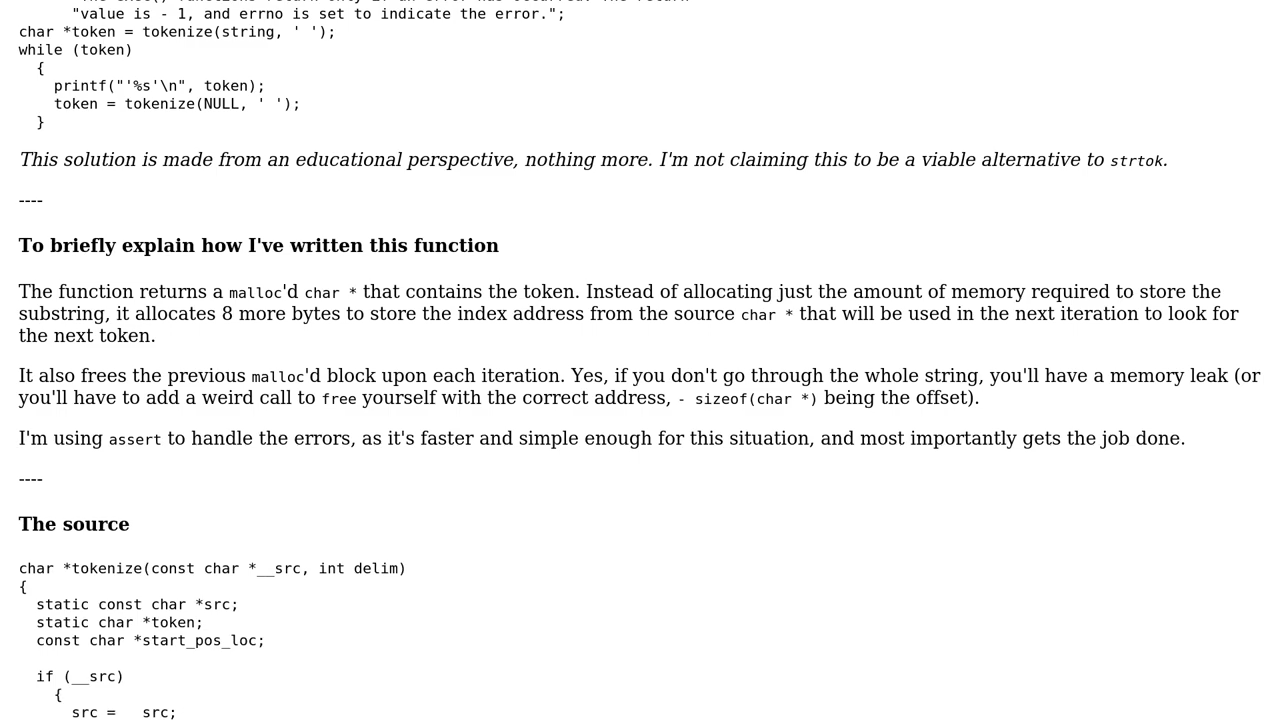 "value is - 1, and errno is set to indicate the error.";
char *token = tokenize(string, ' ');
while (token)
  {
    printf("'%s'\n", token);
    token = tokenize(NULL, ' ');
  }
This solution is made from an educational perspective, nothing more. I'm not claiming this to be a viable alternative to strtok.
----
To briefly explain how I've written this function
The function returns a malloc'd char * that contains the token. Instead of allocating just the amount of memory required to store the
substring, it allocates 8 more bytes to store the index address from the source char * that will be used in the next iteration to look for
the next token.
It also frees the previous malloc'd block upon each iteration. Yes, if you don't go through the whole string, you'll have a memory leak (or
you'll have to add a weird call to free yourself with the correct address, - sizeof(char *) being the offset).
I'm using assert to handle the errors, as it's faster and simple enough for this situation, and most importantly gets the job done.
----
The source
char *tokenize(const char *__src, int delim)
{
  static const char *src;
  static char *token;
  const char *start_pos_loc;
  if (__src)
    {
      src =   src;